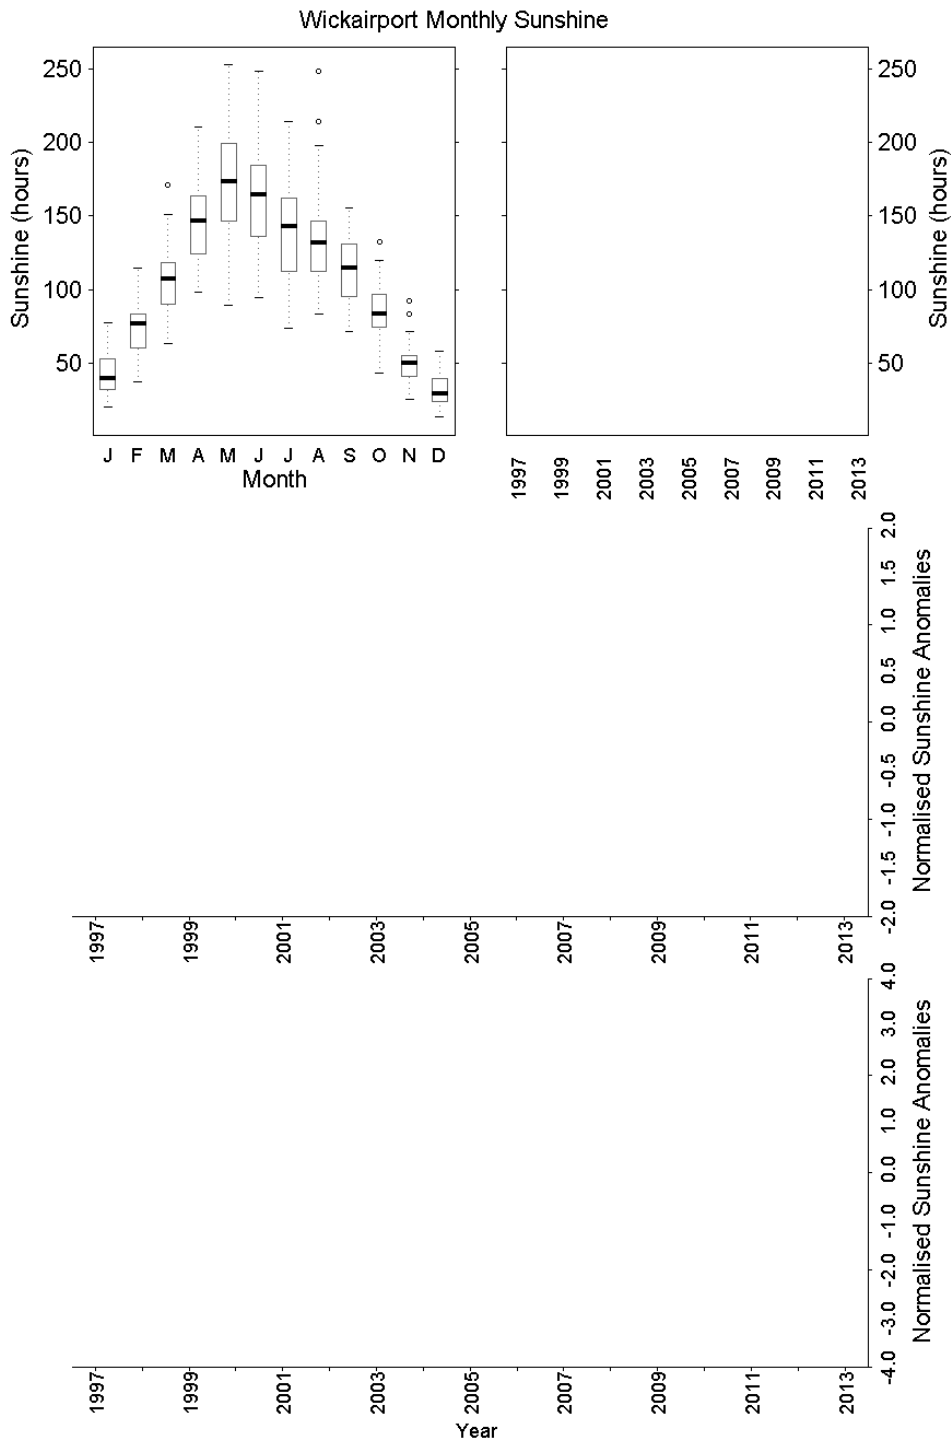 Wickairport Monthly Sunshine
250
200
150
100
50
Sunshine (hours)
J F M A M J J A S O N D
Month
250
200
150
100
50
Sunshine (hours)
1997 1999 2001 2003 2005 2007 2009 2011 2013
2.0
1.5
1.0
0.5
0.0
-0.5
-1.0
-1.5
-2.0
Normalised Sunshine Anomalies
1997 1999 2001 2003 2005 2007 2009 2011 2013
4.0
3.0
2.0
1.0
0.0
-1.0
-2.0
-3.0
-4.0
Normalised Sunshine Anomalies
1997 1999 2001 2003 2005 2007 2009 2011 2013
Year